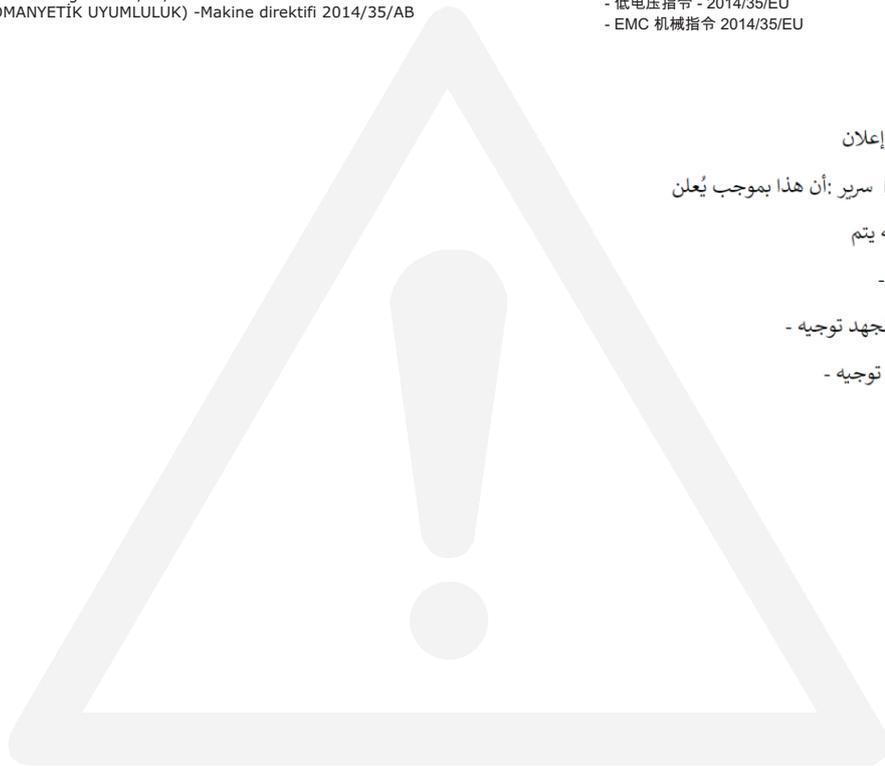 OMANYETİK UYUMLULUK) -Makine direktifi 2014/35/AB
- 低电压指令 - 2014/35/EU
- EMC 机械指令 2014/35/EU
إعلان
سرير :أن هذا بموجب يُعلن
يتم
-
توجيه -
توجيه -